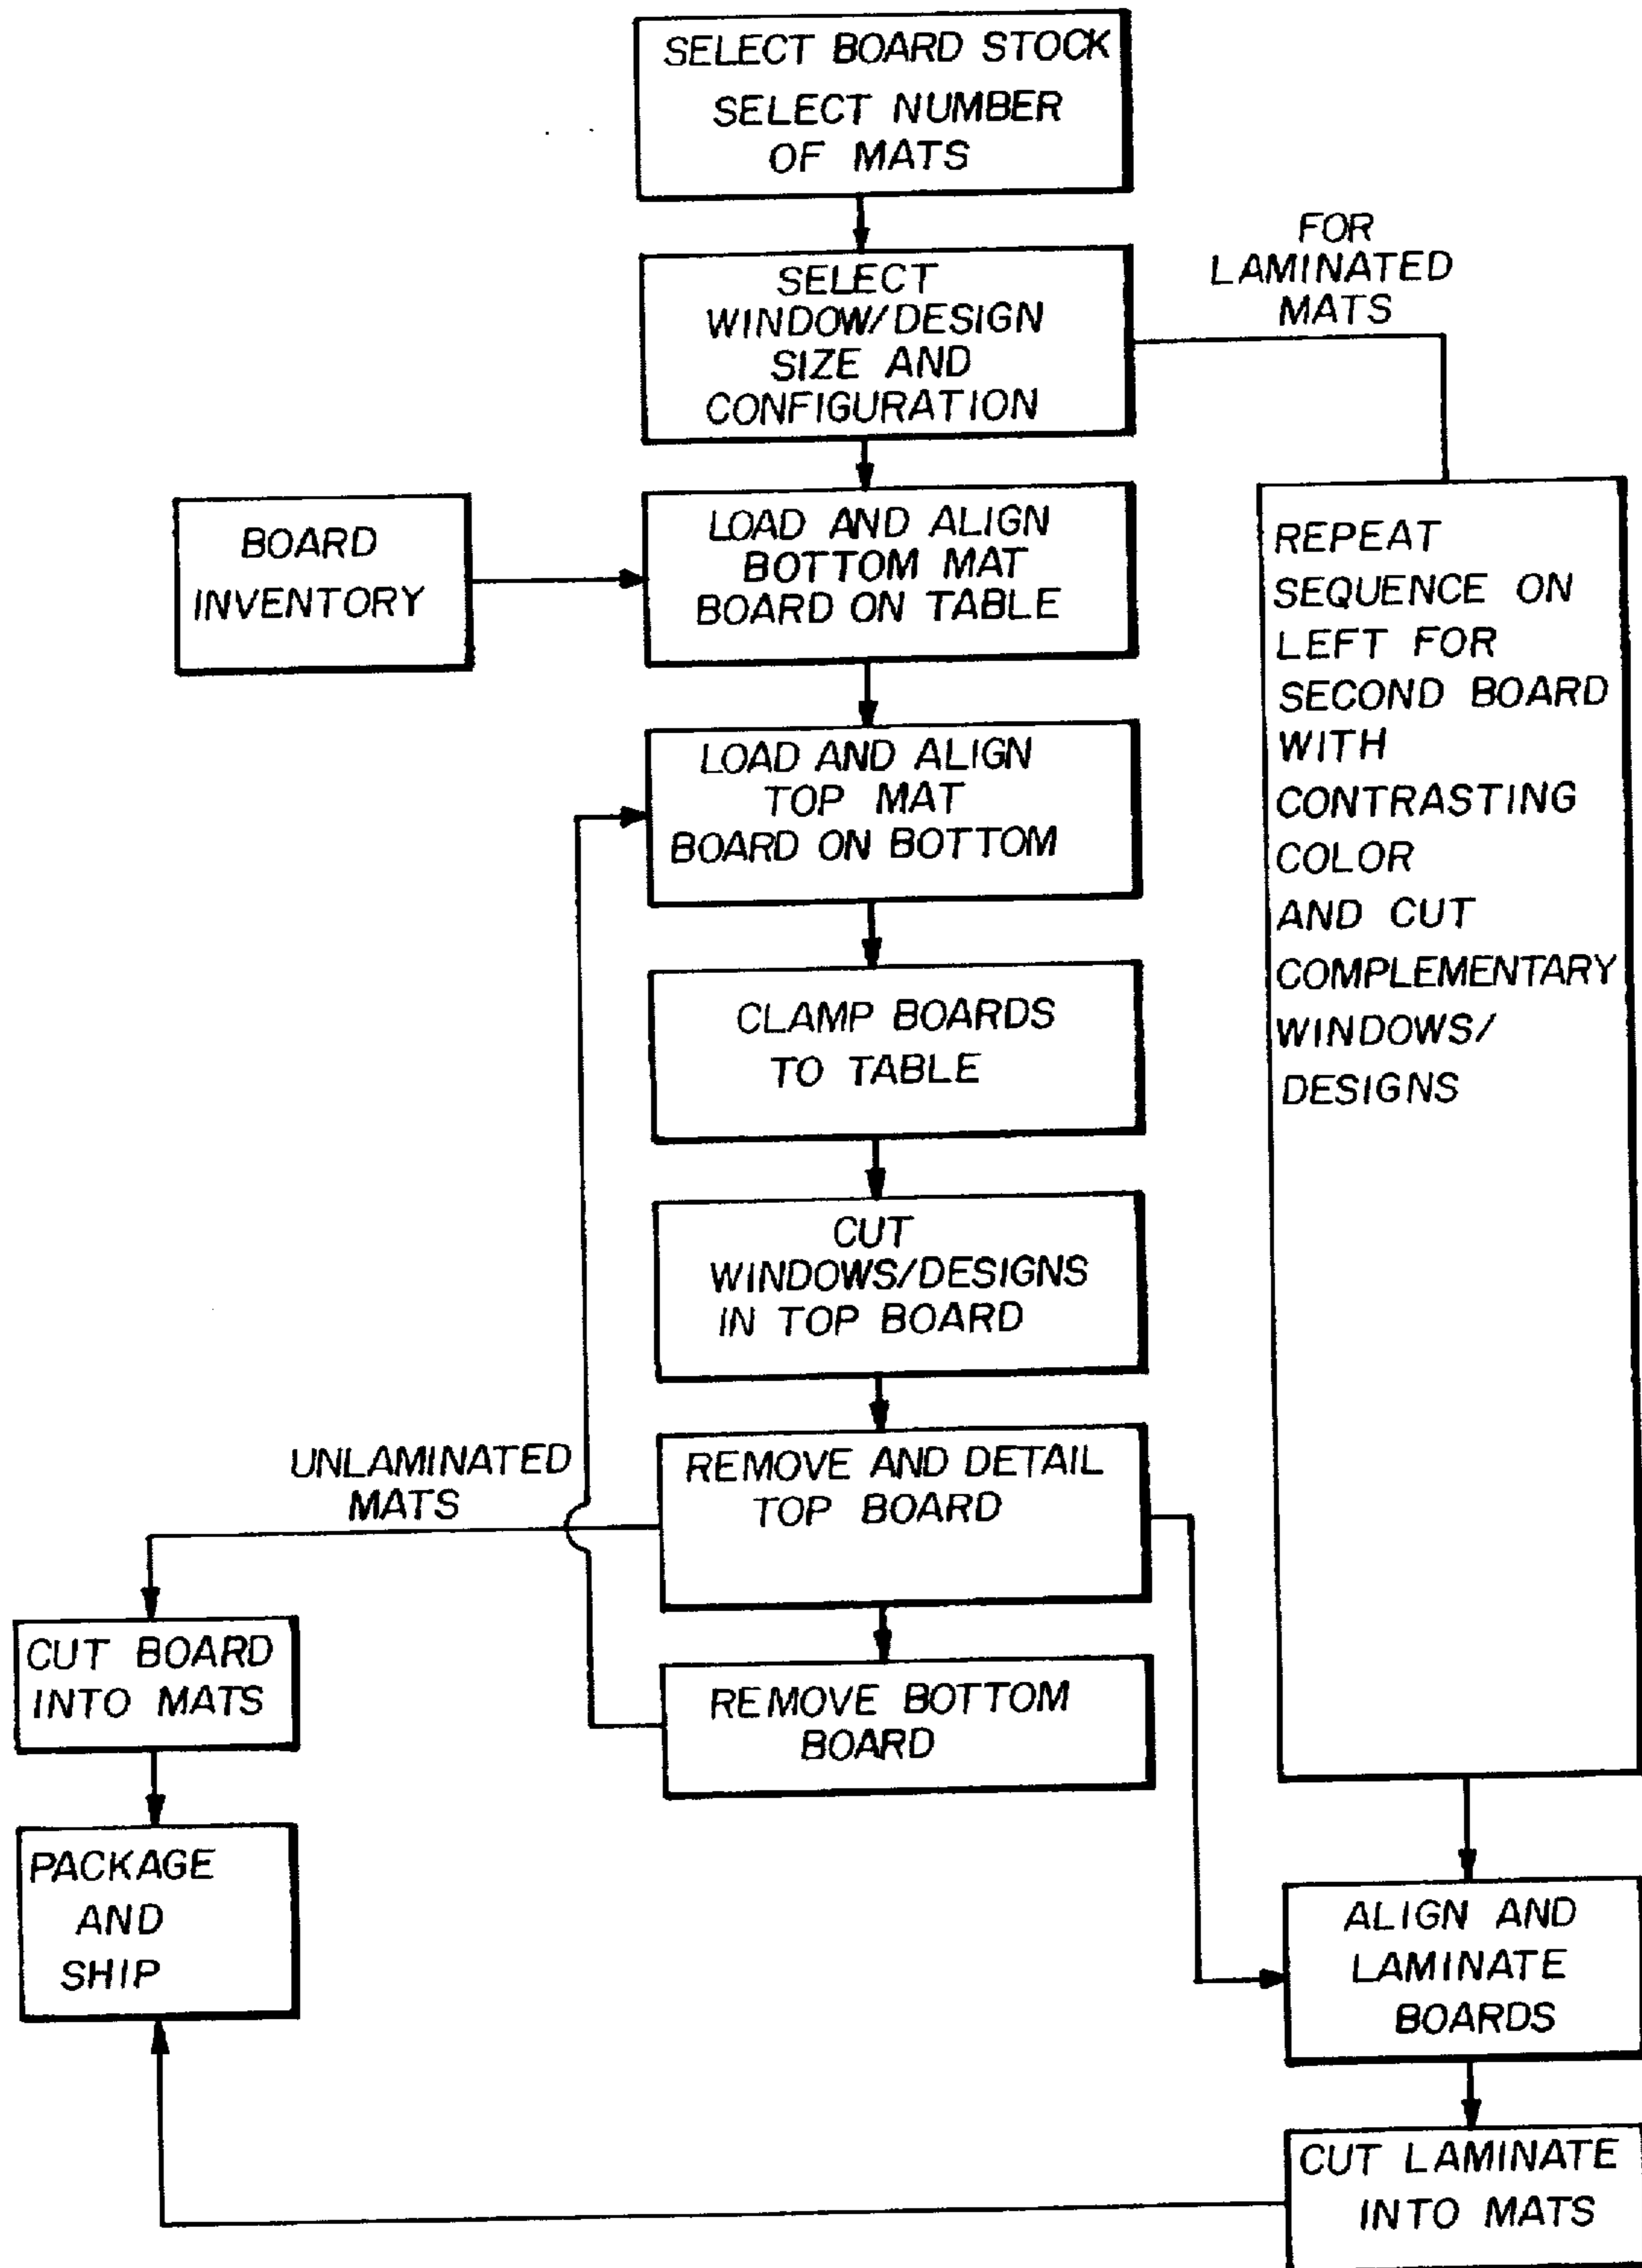 SELECT BOARD STOCK
SELECT NUMBER
OF MATS
FOR
LAMINATED
MATS
SELECT
WINDOW/DESIGN
SIZE AND
CONFIGURATION
BOARD
INVENTORY
LOAD AND ALIGN
BOTTOM MAT
BOARD ON TABLE
REPEAT
SEQUENCE ON
LEFT FOR
SECOND BOARD
WITH
CONTRASTING
COLOR
AND CUT
COMPLEMENTARY
WINDOWS/
DESIGNS
LOAD AND ALIGN
TOP MAT
BOARD ON BOTTOM
CLAMP BOARDS
TO TABLE
CUT
WINDOWS/DESIGNS
IN TOP BOARD
UNLAMINATED
MATS
REMOVE AND DETAIL
TOP BOARD
CUT BOARD
INTO MATS
REMOVE BOTTOM
BOARD
PACKAGE
AND
SHIP
ALIGN AND
LAMINATE
BOARDS
CUT LAMINATE
INTO MATS